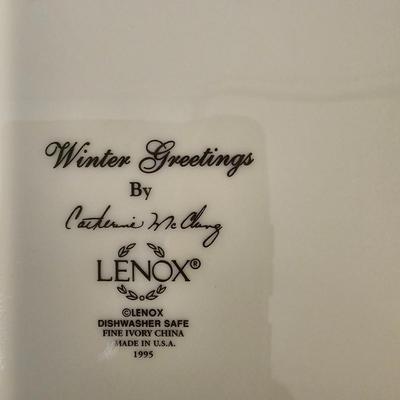 Winter Greetings
By
Catherine McClung
LENOX®
©LENOX
DISHWASHER SAFE
FINE IVORY CHINA
MADE IN U.S.A.
1995